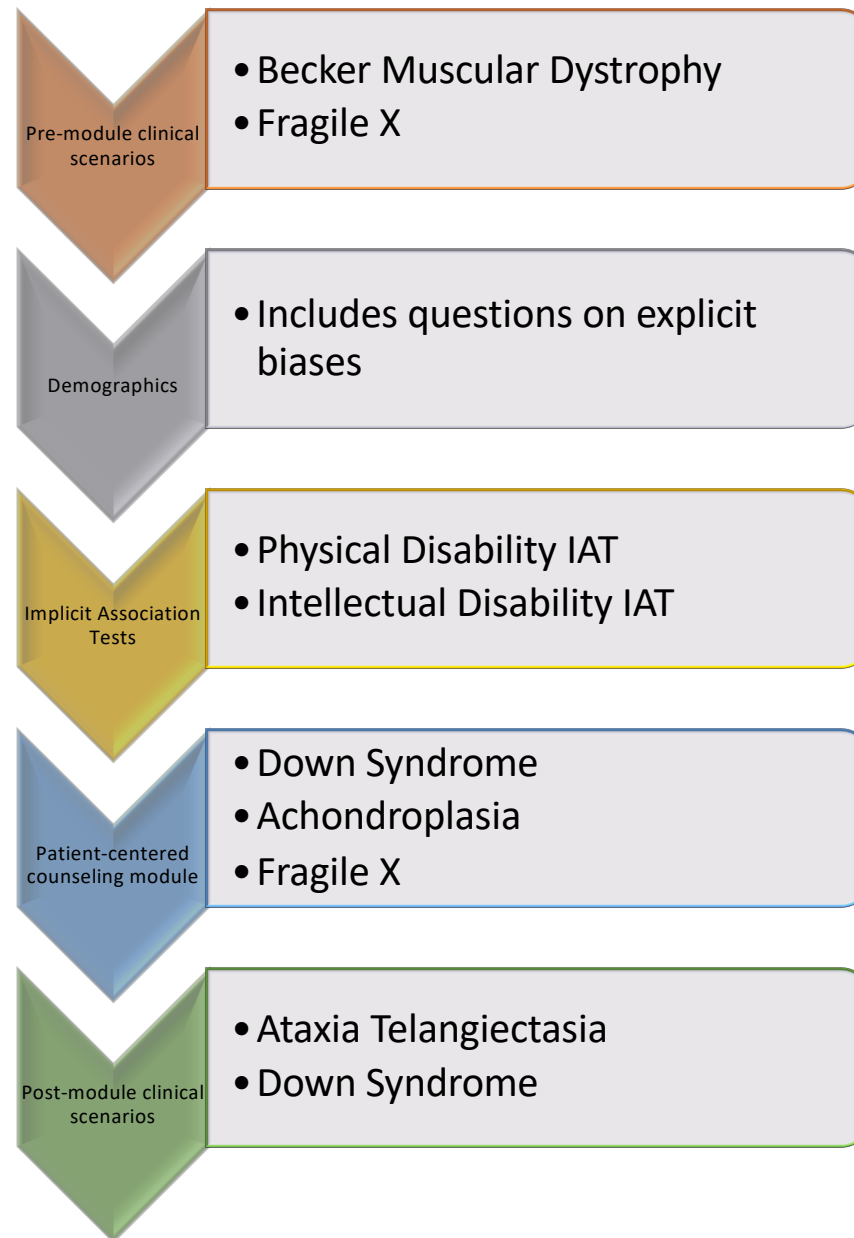 Pre-module clinical
scenarios
• Becker Muscular Dystrophy
• Fragile X
Demographics
• Includes questions on explicit
biases
Implicit Association
Tests
• Physical Disability IAT
• Intellectual Disability IAT
Patient-centered
counseling module
• Down Syndrome
• Achondroplasia
• Fragile X
Post-module clinical
scenarios
• Ataxia Telangiectasia
• Down Syndrome